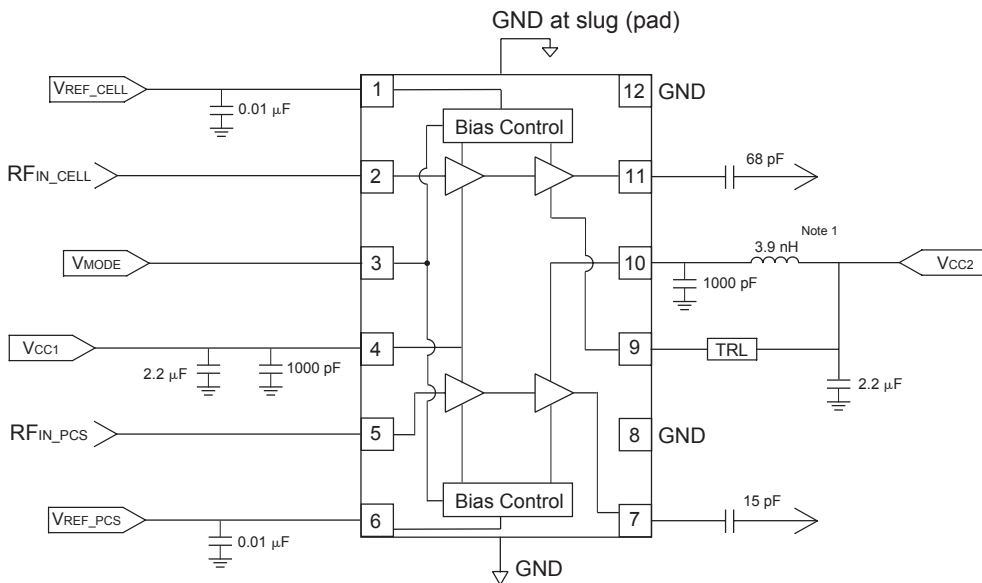 GND at slug (pad)
VREF_CELL
0.01 μF
1
12
GND
Bias Control
RFIN_CELL
2
11
68 pF
VMODE
3
10
3.9 nH
Note 1
1000 pF
VCC2
VCC1
2.2 μF
1000 pF
4
9
TRL
2.2 μF
RFIN_PCS
5
8
GND
Bias Control
VREF_PCS
0.01 μF
6
7
15 pF
GND